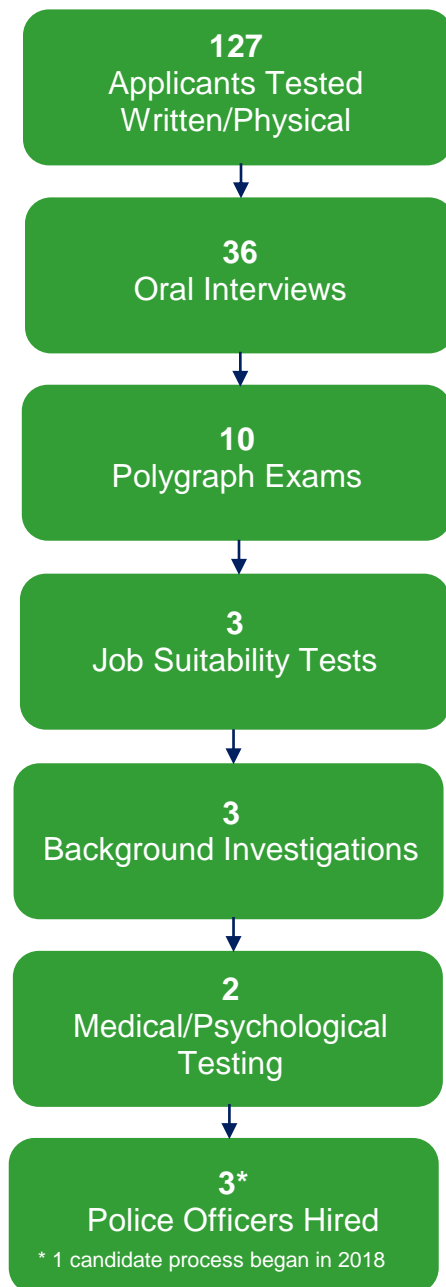 127
Applicants Tested
Written/Physical
36
Oral Interviews
10
Polygraph Exams
3
Job Suitability Tests
3
Background Investigations
2
Medical/Psychological
Testing
3*
Police Officers Hired
* 1 candidate process began in 2018